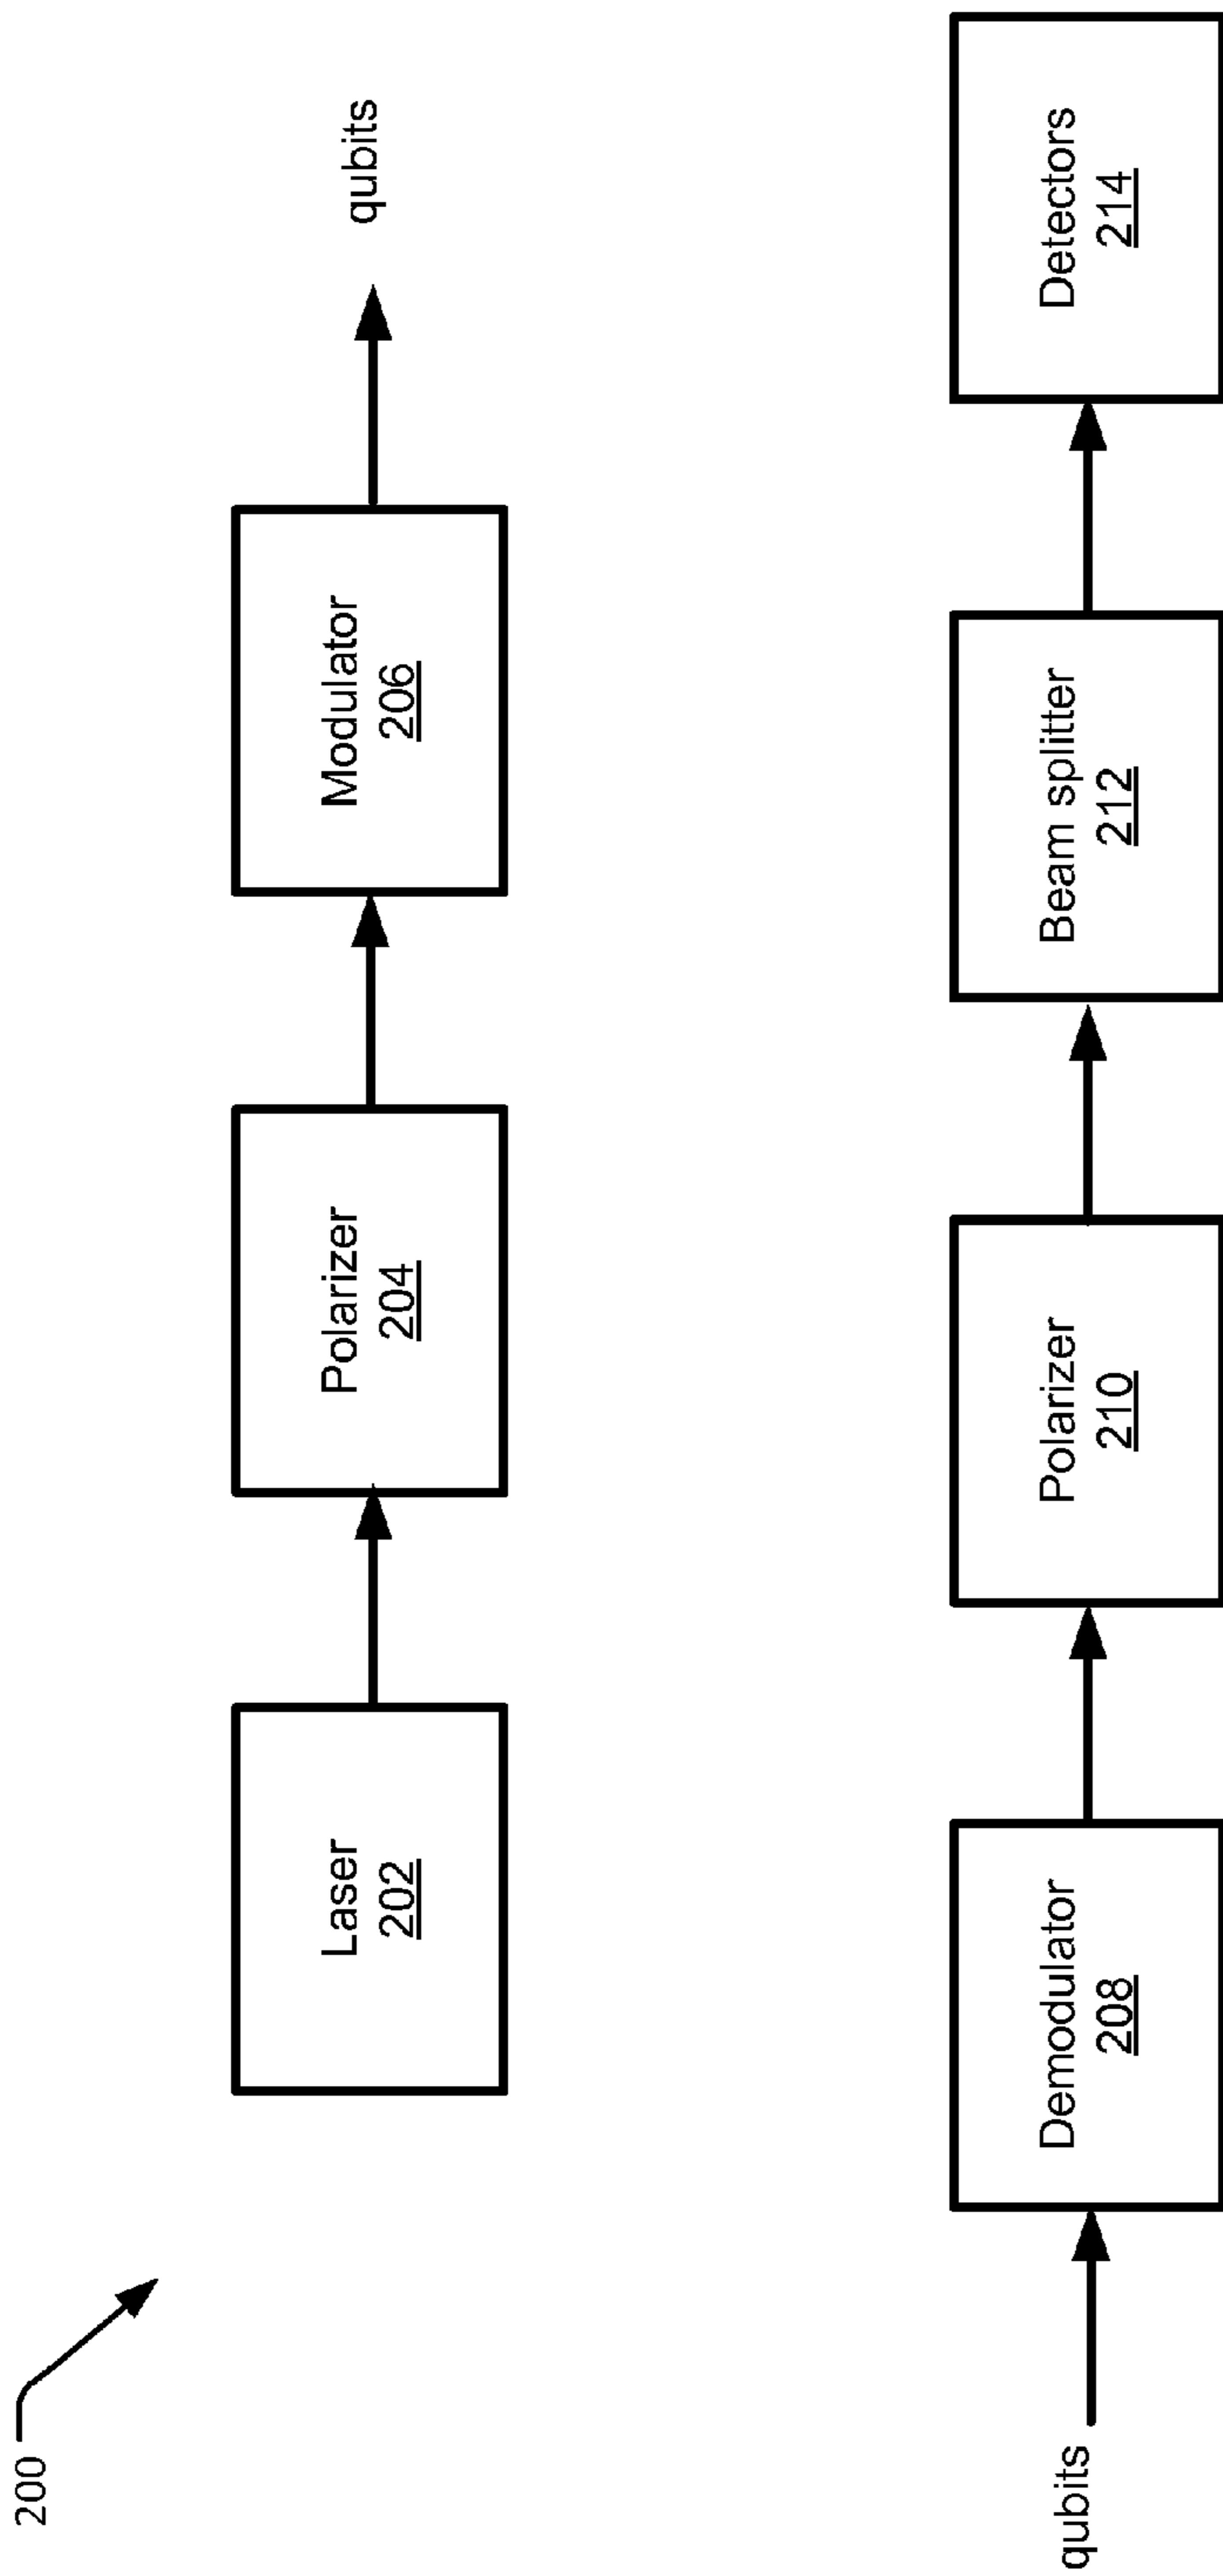 200
Laser
202
Polarizer
204
Modulator
206
qubits
qubits
Demodulator
208
Polarizer
210
Beam splitter
212
Detectors
214